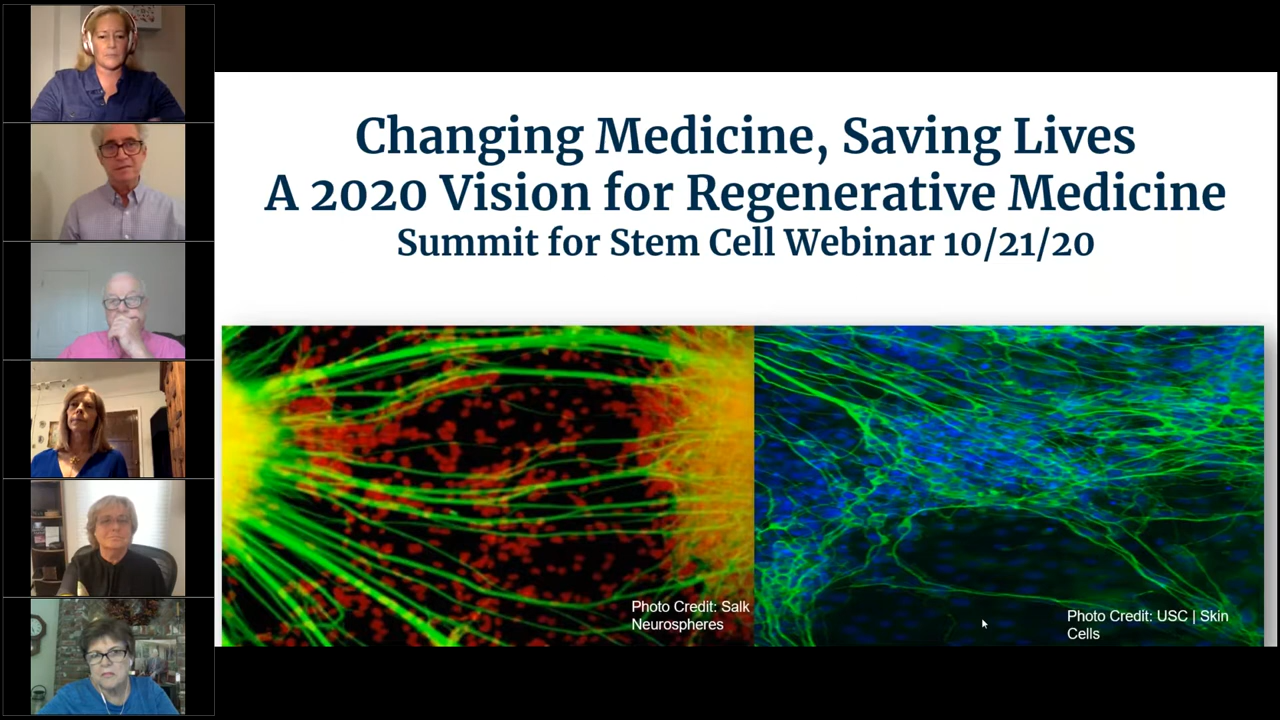 Changing Medicine, Saving Lives
A 2020 Vision for Regenerative Medicine
Summit for Stem Cell Webinar 10/21/20
Photo Credit: Salk
Neurospheres
Photo Credit: USC | Skin
Cells